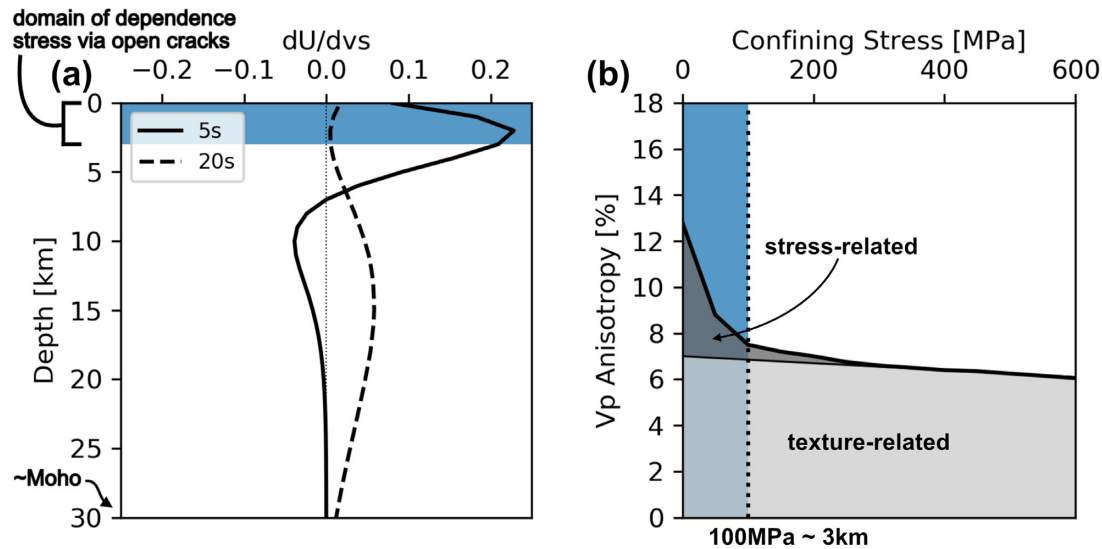 domain of dependence
stress via open cracks
dU/dvs
(a)
−0.2 −0.1 0.0 0.1 0.2
0
5
10
15
20
25
30
Depth [km]
5s
20s
~Moho
Confining Stress [MPa]
(b)
0 200 400 600
18
16
14
12
10
8
6
4
2
0
Vp Anisotropy [%]
stress-related
texture-related
100MPa ~ 3km